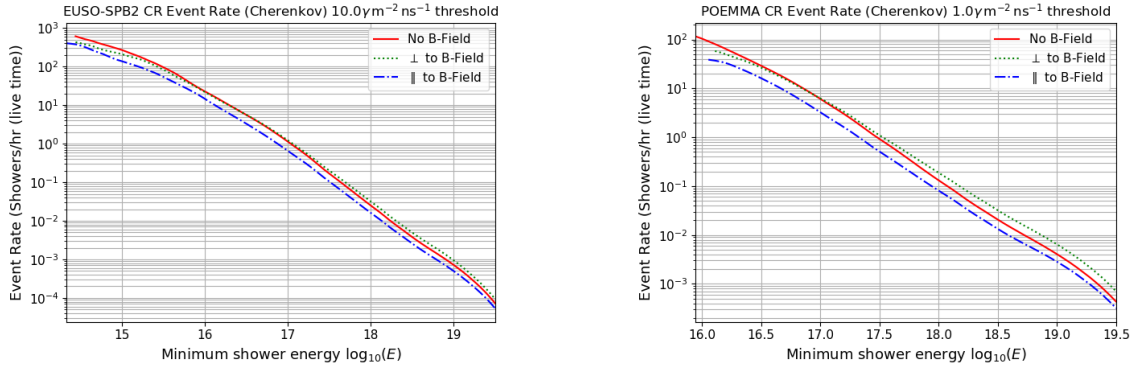 EUSO-SPB2 CR Event Rate (Cherenkov) 10.0γ m⁻² ns⁻¹ threshold
Event Rate (Showers/hr (live time))
10³
10²
10¹
10⁰
10⁻¹
10⁻²
10⁻³
10⁻⁴
No B-Field
⊥ to B-Field
∥ to B-Field
15 16 17 18 19
Minimum shower energy log₁₀(E)
POEMMA CR Event Rate (Cherenkov) 1.0γ m⁻² ns⁻¹ threshold
Event Rate (Showers/hr (live time))
10²
10¹
10⁰
10⁻¹
10⁻²
10⁻³
No B-Field
⊥ to B-Field
∥ to B-Field
16.0 16.5 17.0 17.5 18.0 18.5 19.0 19.5
Minimum shower energy log₁₀(E)